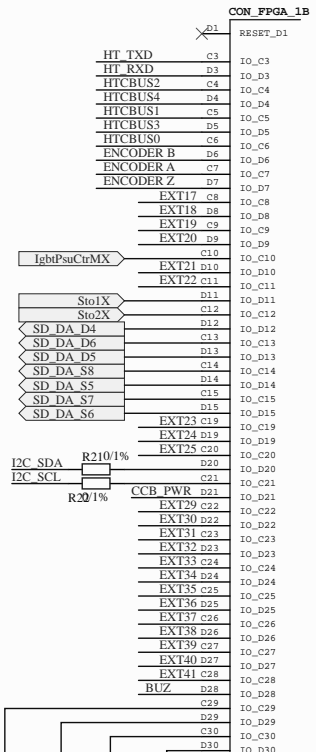 CON_FPGA_1B
D1 RESET_D1
HT_TXD C3 IO_C3
HT_RXD D3 IO_D3
HTCBUS2 C4 IO_C4
HTCBUS4 D4 IO_D4
HTCBUS1 C5 IO_C5
HTCBUS3 D5 IO_D5
HTCBUS0 C6 IO_C6
ENCODER B D6 IO_D6
ENCODER A C7 IO_C7
ENCODER Z D7 IO_D7
EXT17 C8 IO_C8
EXT18 D8 IO_D8
EXT19 C9 IO_C9
EXT20 D9 IO_D9
IgbtPsuCtrMX C10 IO_C10
EXT21 D10 IO_D10
EXT22 C11 IO_C11
Sto1X D11 IO_D11
Sto2X C12 IO_C12
SD_DA_D4 D12 IO_D12
SD_DA_D6 C13 IO_C13
SD_DA_D5 D13 IO_D13
SD_DA_S8 C14 IO_C14
SD_DA_S5 D14 IO_D14
SD_DA_S7 C15 IO_C15
SD_DA_S6 D15 IO_D15
EXT23 C19 IO_C19
EXT24 D19 IO_D19
EXT25 C20 IO_C20
I2C_SDA R21 0/1% D20 IO_D20
I2C_SCL R22 0/1% C21 IO_C21
CCB_PWR D21 IO_D21
EXT29 C22 IO_C22
EXT30 D22 IO_D22
EXT31 C23 IO_C23
EXT32 D23 IO_D23
EXT33 C24 IO_C24
EXT34 D24 IO_D24
EXT35 C25 IO_C25
EXT36 D25 IO_D25
EXT37 C26 IO_C26
EXT38 D26 IO_D26
EXT39 C27 IO_C27
EXT40 D27 IO_D27
EXT41 C28 IO_C28
BUZ D28 IO_D28
C29 IO_C29
D29 IO_D29
C30 IO_C30
D30 IO_D30